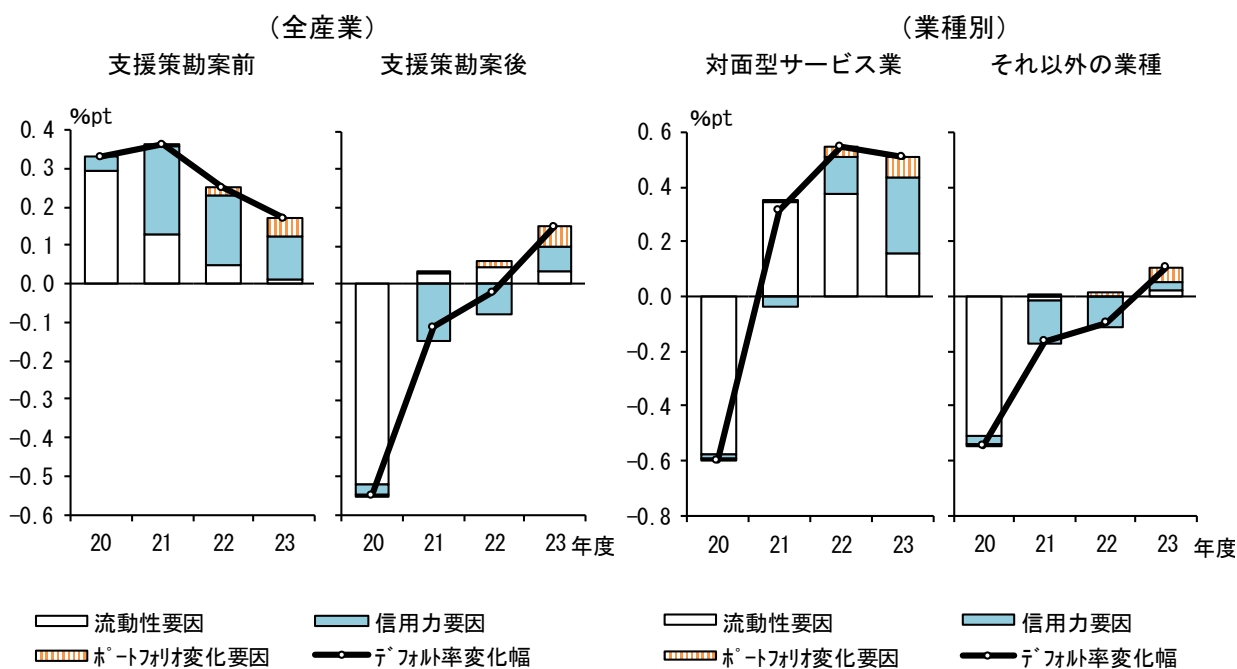 （全産業）
支援策勘案前
支援策勘案後
%pt
0.4
0.3
0.2
0.1
0.0
-0.1
-0.2
-0.3
-0.4
-0.5
-0.6
20 21 22 23
20 21 22 23 年度
流動性要因
信用力要因
ﾎﾟｰﾄﾌｫﾘｵ変化要因
ﾃﾞﾌｫﾙﾄ率変化幅
（業種別）
対面型サービス業
それ以外の業種
%pt
0.6
0.4
0.2
0.0
-0.2
-0.4
-0.6
-0.8
20 21 22 23
20 21 22 23 年度
流動性要因
信用力要因
ﾎﾟｰﾄﾌｫﾘｵ変化要因
ﾃﾞﾌｫﾙﾄ率変化幅